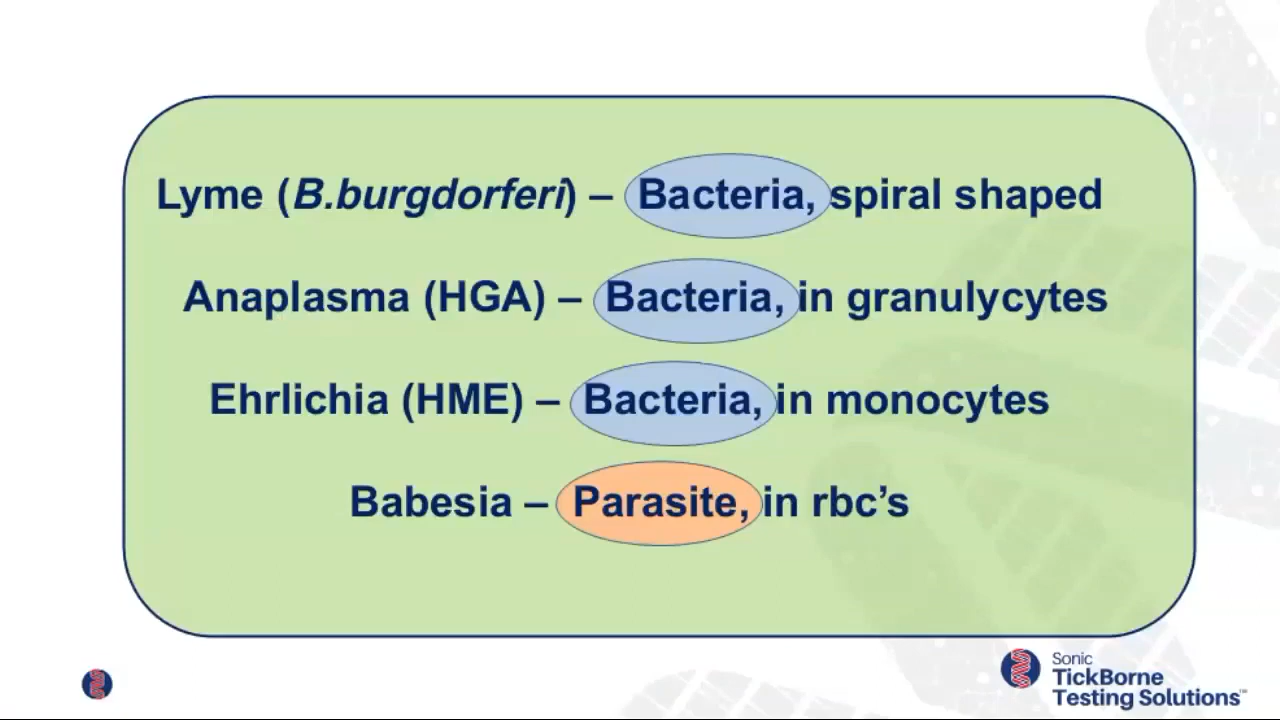 Lyme (B.burgdorferi) – Bacteria, spiral shaped
Anaplasma (HGA) – Bacteria, in granulycytes
Ehrlichia (HME) – Bacteria, in monocytes
Babesia – Parasite, in rbc’s
Sonic
TickBorne
Testing Solutions™